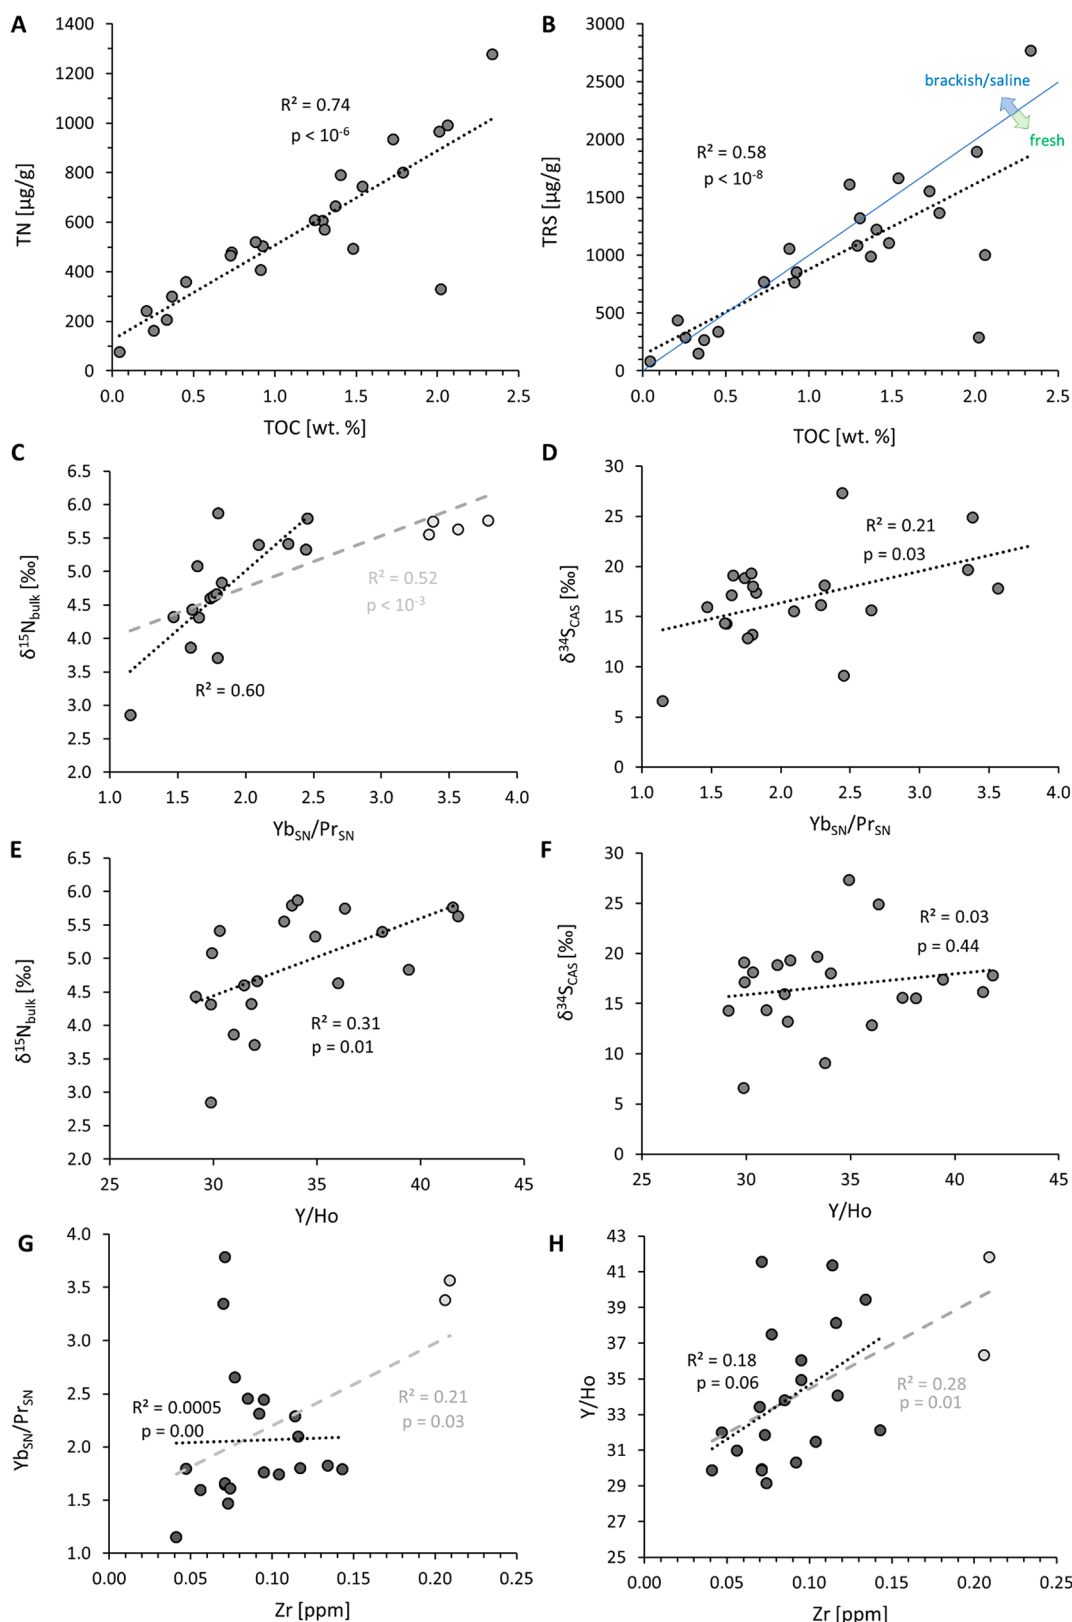 A
1400
1200
1000
800
600
400
200
0
TN [µg/g]
R² = 0.74
p < 10⁻⁶
0.0 0.5 1.0 1.5 2.0 2.5
TOC [wt. %]
B
3000
2500
2000
1500
1000
500
0
TRS [µg/g]
brackish/saline
fresh
R² = 0.58
p < 10⁻⁸
0.0 0.5 1.0 1.5 2.0 2.5
TOC [wt. %]
C
6.5
6.0
5.5
5.0
4.5
4.0
3.5
3.0
2.5
2.0
δ¹⁵N_bulk [‰]
R² = 0.52
p < 10⁻³
R² = 0.60
1.0 1.5 2.0 2.5 3.0 3.5 4.0
Yb_SN/Pr_SN
D
30
25
20
15
10
5
0
δ³⁴S_CAS [‰]
R² = 0.21
p = 0.03
1.0 1.5 2.0 2.5 3.0 3.5 4.0
Yb_SN/Pr_SN
E
6.5
6.0
5.5
5.0
4.5
4.0
3.5
3.0
2.5
2.0
δ¹⁵N_bulk [‰]
R² = 0.31
p = 0.01
25 30 35 40 45
Y/Ho
F
30
25
20
15
10
5
0
δ³⁴S_CAS [‰]
R² = 0.03
p = 0.44
25 30 35 40 45
Y/Ho
G
4.0
3.5
3.0
2.5
2.0
1.5
1.0
Yb_SN/Pr_SN
R² = 0.0005
p = 0.00
R² = 0.21
p = 0.03
0.00 0.05 0.10 0.15 0.20 0.25
Zr [ppm]
H
43
41
39
37
35
33
31
29
27
25
Y/Ho
R² = 0.18
p = 0.06
R² = 0.28
p = 0.01
0.00 0.05 0.10 0.15 0.20 0.25
Zr [ppm]